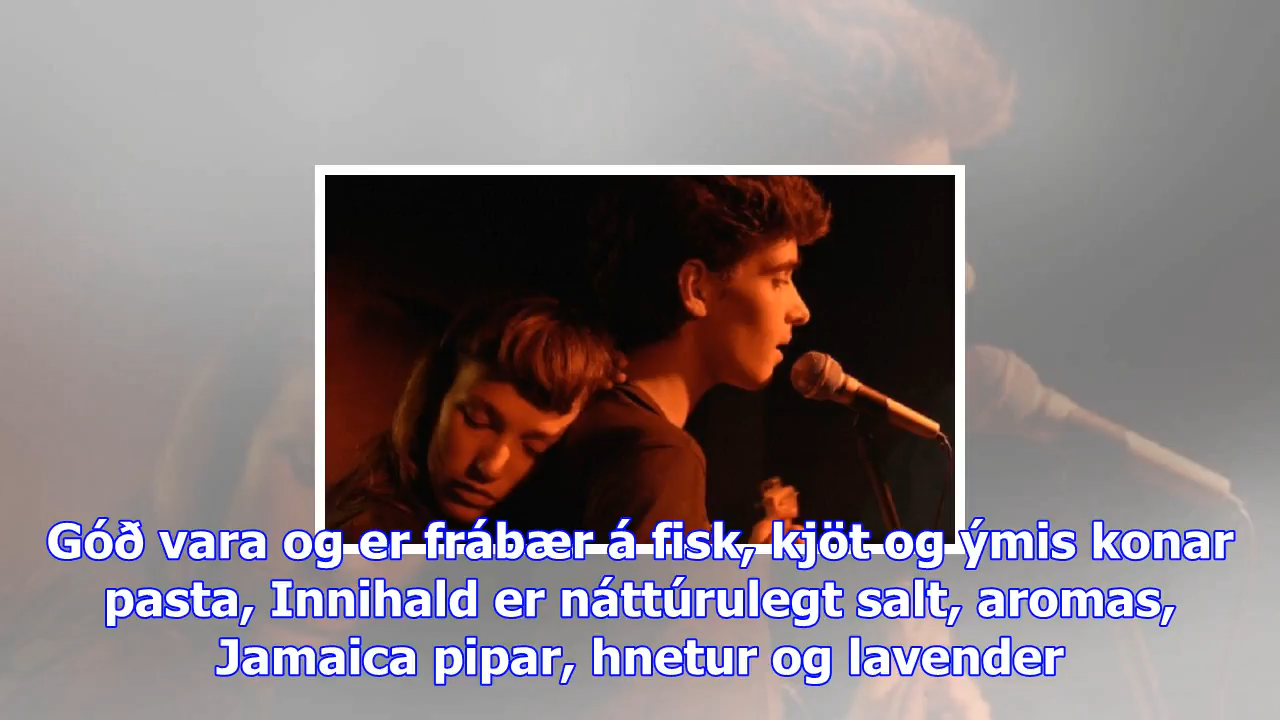 Góð vara og er frábær á fisk, kjöt og ýmis konar
pasta, Innihald er náttúrulegt salt, aromas,
Jamaica pipar, hnetur og lavender